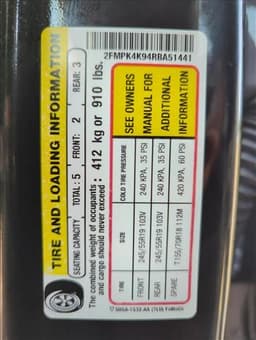 2FMPK4K94RBA51441
TIRE AND LOADING INFORMATION
SEATING CAPACITY TOTAL: 5 FRONT: 2 REAR: 3
The combined weight of occupants
and cargo should never exceed : 412 kg or 910 lbs.
TIRE SIZE COLD TIRE PRESSURE
FRONT 245/55R19 103V 240 KPA, 35 PSI
REAR 245/55R19 103V 240 KPA, 35 PSI
SPARE T155/70R18 112M 420 KPA, 60 PSI
SEE OWNERS
MANUAL FOR
ADDITIONAL
INFORMATION